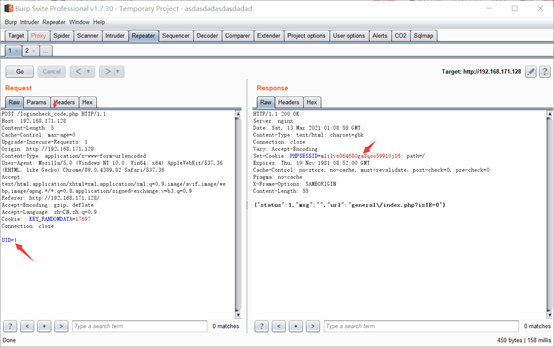 Burp Suite Professional v1.7.30 - Temporary Project - asdasdadasdasdadad
Burp Intruder Repeater Window Help
Target Proxy Spider Scanner Intruder Repeater Sequencer Decoder Comparer Extender Project options User options Alerts CO2 Sqlmap
1 × 2 × ...
Go Cancel < > Target: http://192.168.171.128
Request
Raw Params Headers Hex
POST /logincheck_code.php HTTP/1.1
Host: 192.168.171.128
Content-Length: 5
Cache-Control: max-age=0
Upgrade-Insecure-Requests: 1
Origin: http://192.168.171.128
Content-Type: application/x-www-form-urlencoded
User-Agent: Mozilla/5.0 (Windows NT 10.0; Win64; x64) AppleWebKit/537.36
(KHTML, like Gecko) Chrome/89.0.4389.82 Safari/537.36
Accept:
text/html,application/xhtml+xml,application/xml;q=0.9,image/avif,image/we
bp,image/apng,*/*;q=0.8,application/signed-exchange;v=b3;q=0.9
Referer: http://192.168.171.128/
Accept-Encoding: gzip, deflate
Accept-Language: zh-CN,zh;q=0.9
Cookie: KEY_RANDOMDATA=17697
Connection: close
UID=1
? < + > Type a search term 0 matches
Response
Raw Headers Hex
HTTP/1.1 200 OK
Server: nginx
Date: Sat, 13 Mar 2021 01:08:59 GMT
Content-Type: text/html; charset=gbk
Connection: close
Vary: Accept-Encoding
Set-Cookie: path=/
Expires: Thu, 19 Nov 1981 08:52:00 GMT
Cache-Control: no-store, no-cache, must-revalidate, post-check=0, pre-check=0
Pragma: no-cache
X-Frame-Options: SAMEORIGIN
Content-Length: 55
{"status":1,"msg":"","url":"general\/index.php?isIE=0"}
? < + > Type a search term 0 matches
Done 450 bytes | 158 millis